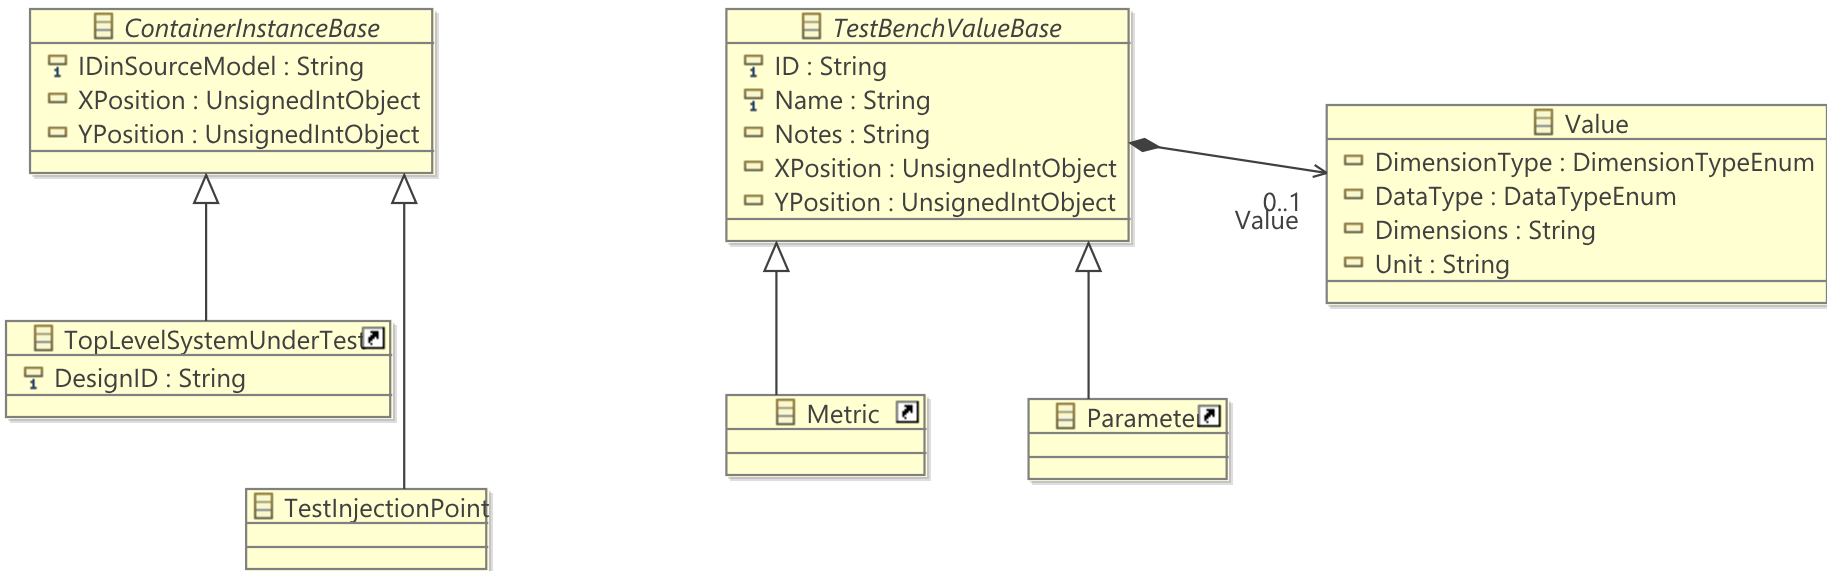 ContainerInstanceBase
IDinSourceModel : String
XPosition : UnsignedIntObject
YPosition : UnsignedIntObject
TopLevelSystemUnderTest
DesignID : String
TestInjectionPoint
TestBenchValueBase
ID : String
Name : String
Notes : String
XPosition : UnsignedIntObject
YPosition : UnsignedIntObject
0..1
Value
Metric
Parameter
Value
DimensionType : DimensionTypeEnum
DataType : DataTypeEnum
Dimensions : String
Unit : String